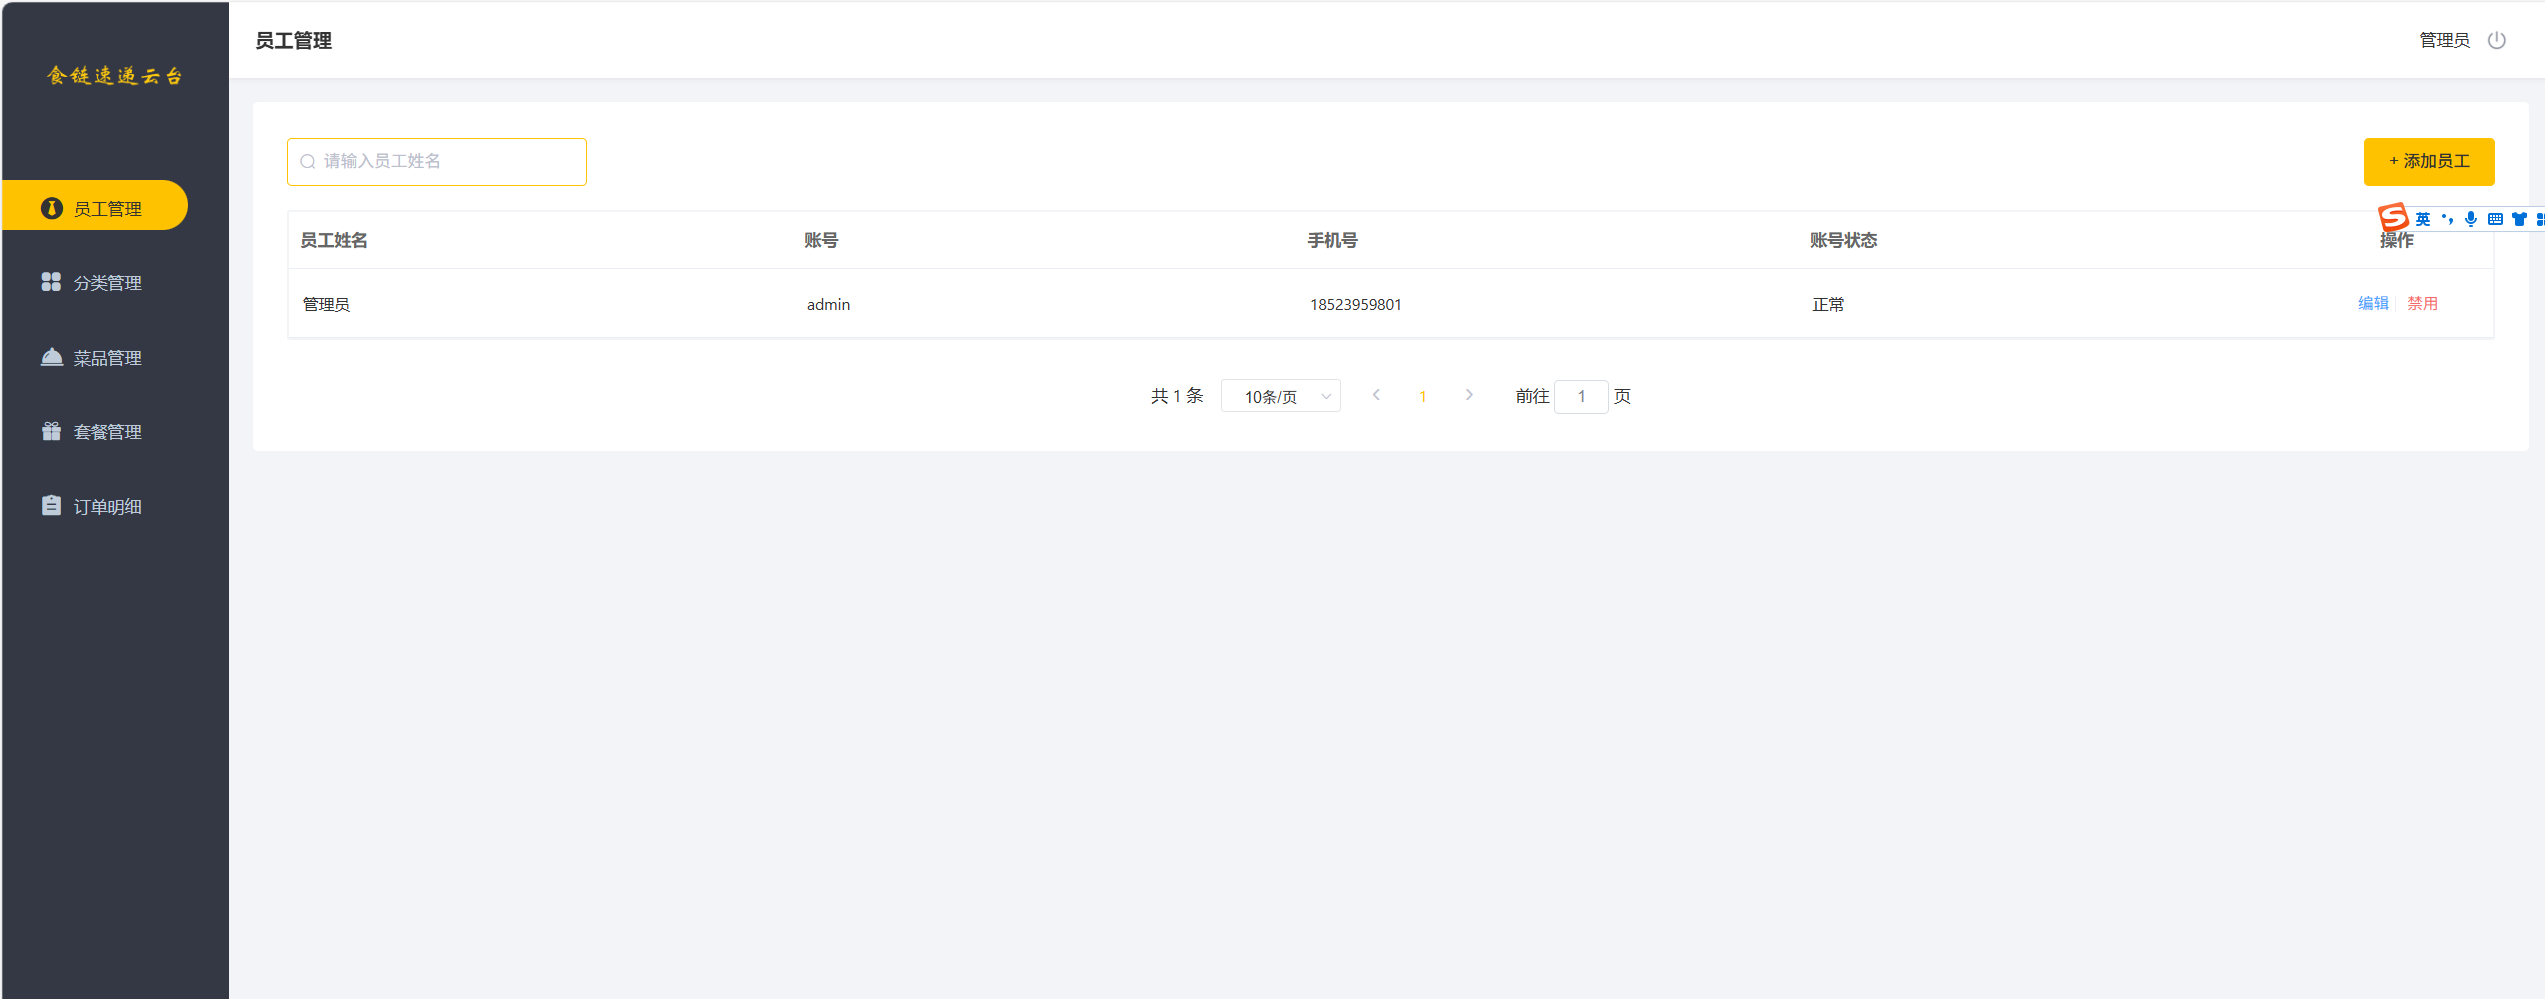 员工管理
管理员
食链速递云台
请输入员工姓名
+ 添加员工
员工管理
英
员工姓名 账号 手机号 账号状态 操作
分类管理
管理员 admin 18523959801 正常 编辑 禁用
菜品管理
共 1 条 10条/页 1 前往 1 页
套餐管理
订单明细